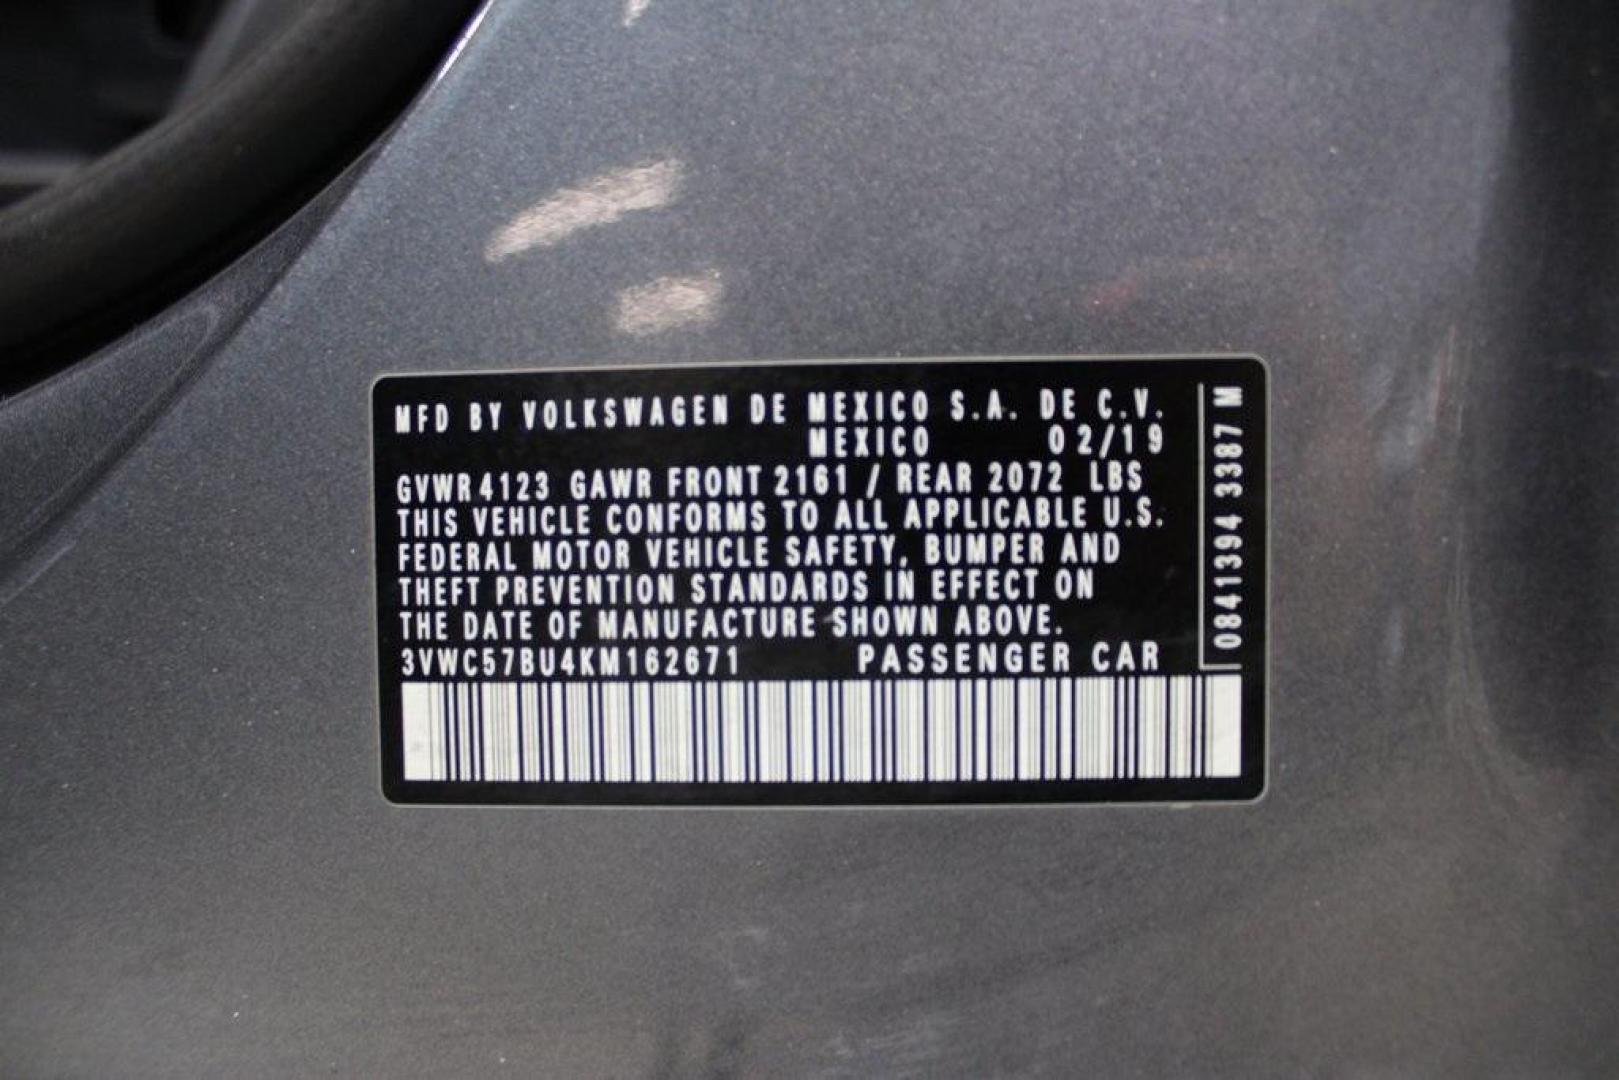 MFD BY VOLKSWAGEN DE MEXICO S.A. DE C.V.
MEXICO 02/19
GVWR 4123 GAWR FRONT 2161 / REAR 2072 LBS
THIS VEHICLE CONFORMS TO ALL APPLICABLE U.S.
FEDERAL MOTOR VEHICLE SAFETY, BUMPER AND
THEFT PREVENTION STANDARDS IN EFFECT ON
THE DATE OF MANUFACTURE SHOWN ABOVE.
3VWC57BU4KM162671 PASSENGER CAR
0841394 3387 M